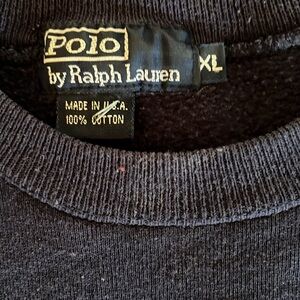 Polo
by Ralph Lauren
XL
MADE IN U.S.A.
100% COTTON